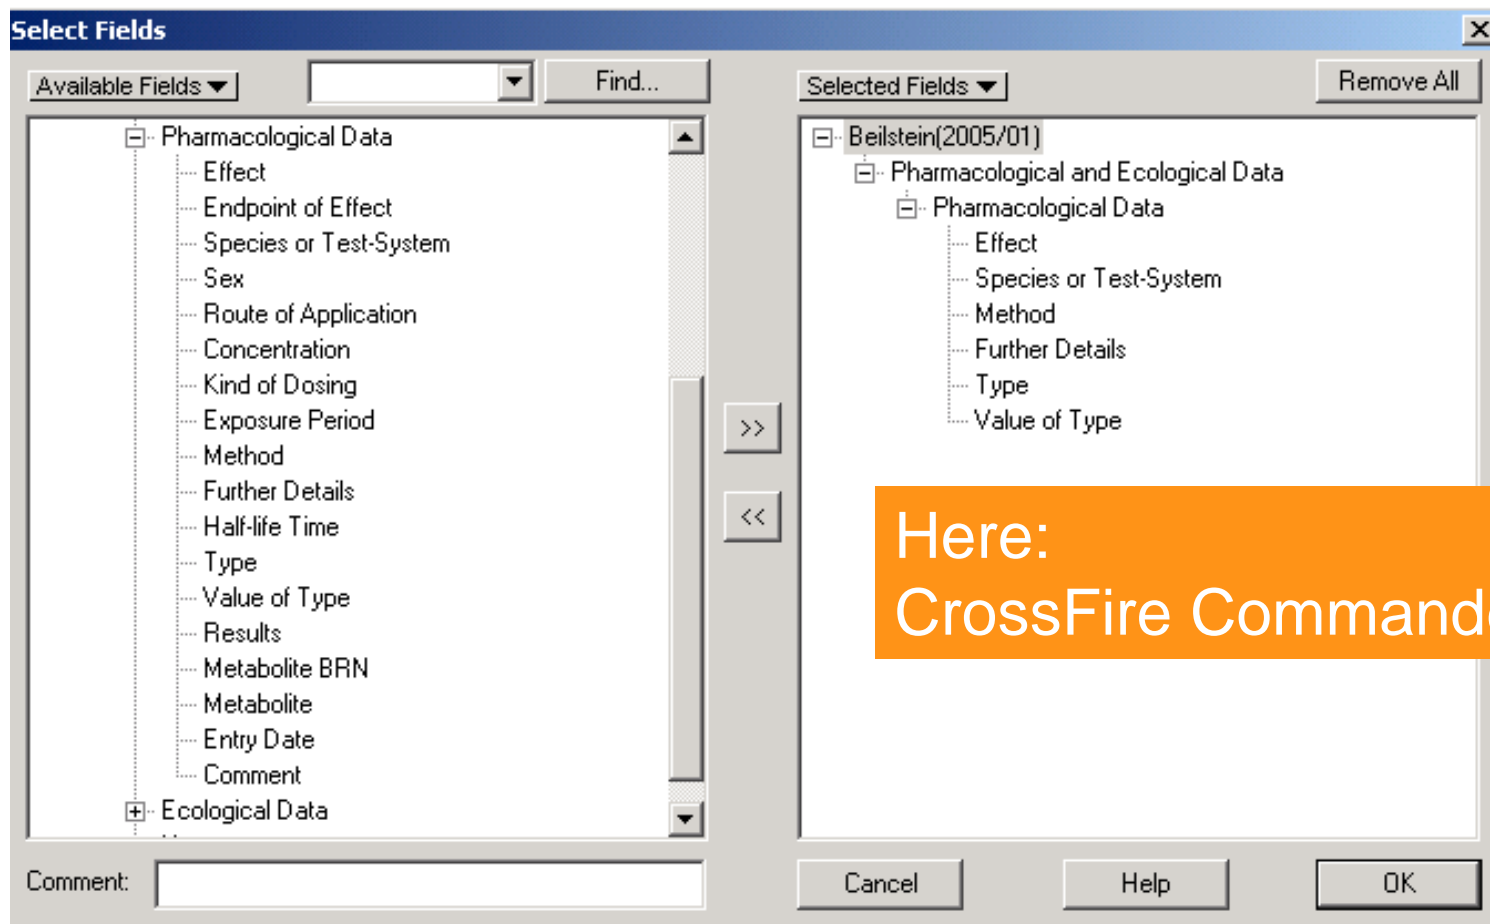 Select Fields
Available Fields
Find...
Pharmacological Data
Effect
Endpoint of Effect
Species or Test-System
Sex
Route of Application
Concentration
Kind of Dosing
Exposure Period
Method
Further Details
Half-life Time
Type
Value of Type
Results
Metabolite BRN
Metabolite
Entry Date
Comment
Ecological Data
Comment:
>>
<<
Selected Fields
Remove All
Beilstein(2005/01)
Pharmacological and Ecological Data
Pharmacological Data
Effect
Species or Test-System
Method
Further Details
Type
Value of Type
Here:
CrossFire
Cancel
Help
OK